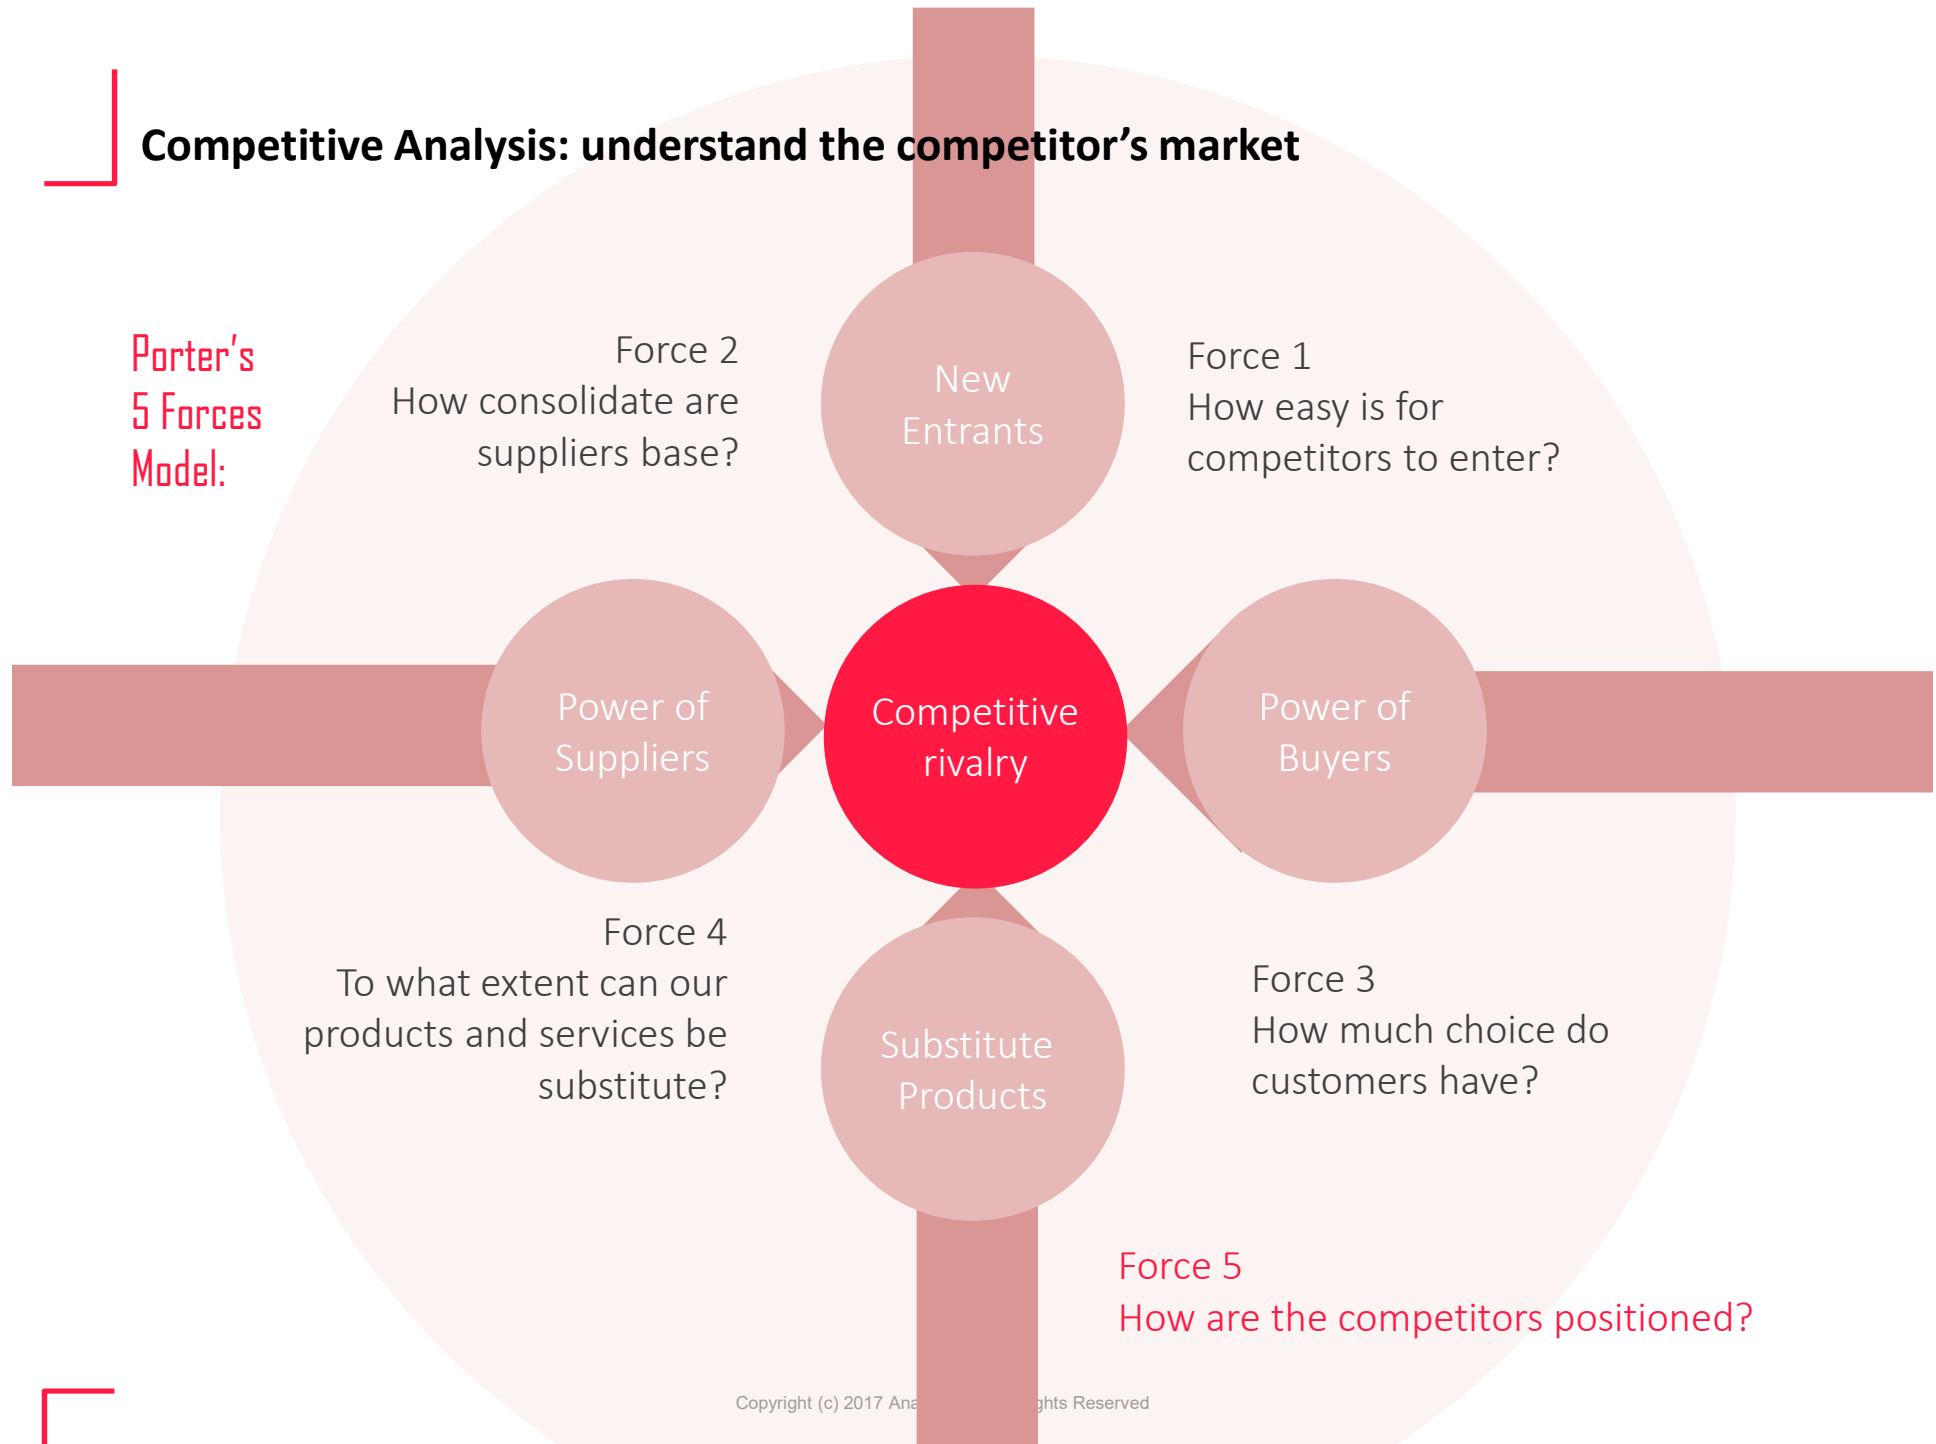 Competitive Analysis: understand the competitor’s market
Porter's
5 Forces
Model:
Force 2
How consolidate are
suppliers base?
New
Entrants
Force 1
How easy is for
competitors to enter?
Power of
Suppliers
Competitive
rivalry
Power of
Buyers
Force 4
To what extent can our
products and services be
substitute?
Substitute
Products
Force 3
How much choice do
customers have?
Force 5
How are the competitors positioned?
Copyright (c) 2017 Reserved